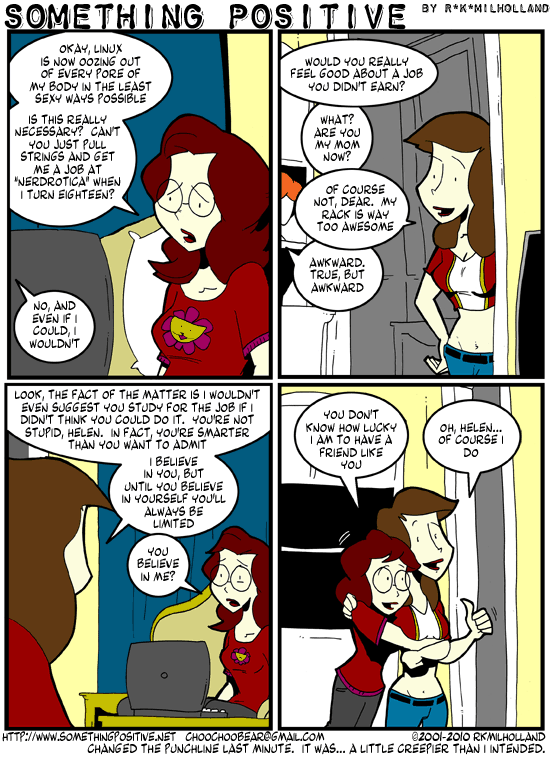 SOMETHING POSITIVE BY R*K*MILHOLLAND
OKAY, LINUX
IS NOW OOZING OUT
OF EVERY PORE OF
MY BODY IN THE LEAST
SEXY WAYS POSSIBLE
IS THIS REALLY
NECESSARY? CAN'T
YOU JUST PULL
STRINGS AND GET
ME A JOB AT
"NERDROTICA" WHEN
I TURN EIGHTEEN?
NO, AND
EVEN IF I
COULD, I
WOULDN'T
WOULD YOU REALLY
FEEL GOOD ABOUT A JOB
YOU DIDN'T EARN?
WHAT?
ARE YOU
MY MOM
NOW?
OF COURSE
NOT, DEAR. MY
RACK IS WAY
TOO AWESOME
AWKWARD.
TRUE, BUT
AWKWARD
LOOK, THE FACT OF THE MATTER IS I WOULDN'T
EVEN SUGGEST YOU STUDY FOR THE JOB IF I
DIDN'T THINK YOU COULD DO IT. YOU'RE NOT
STUPID, HELEN. IN FACT, YOU'RE SMARTER
THAN YOU WANT TO ADMIT
I BELIEVE
IN YOU, BUT
UNTIL YOU BELIEVE
IN YOURSELF YOU'LL
ALWAYS BE
LIMITED
YOU
BELIEVE
IN ME?
YOU DON'T
KNOW HOW LUCKY
I AM TO HAVE A
FRIEND LIKE
YOU
OH, HELEN...
OF COURSE I
DO
HTTP://WWW.SOMETHINGPOSITIVE.NET CHOOCHOOBEAR@GMAIL.COM ©2001-2010 RKMILHOLLAND
CHANGED THE PUNCHLINE LAST MINUTE. IT WAS... A LITTLE CREEPIER THAN I INTENDED.